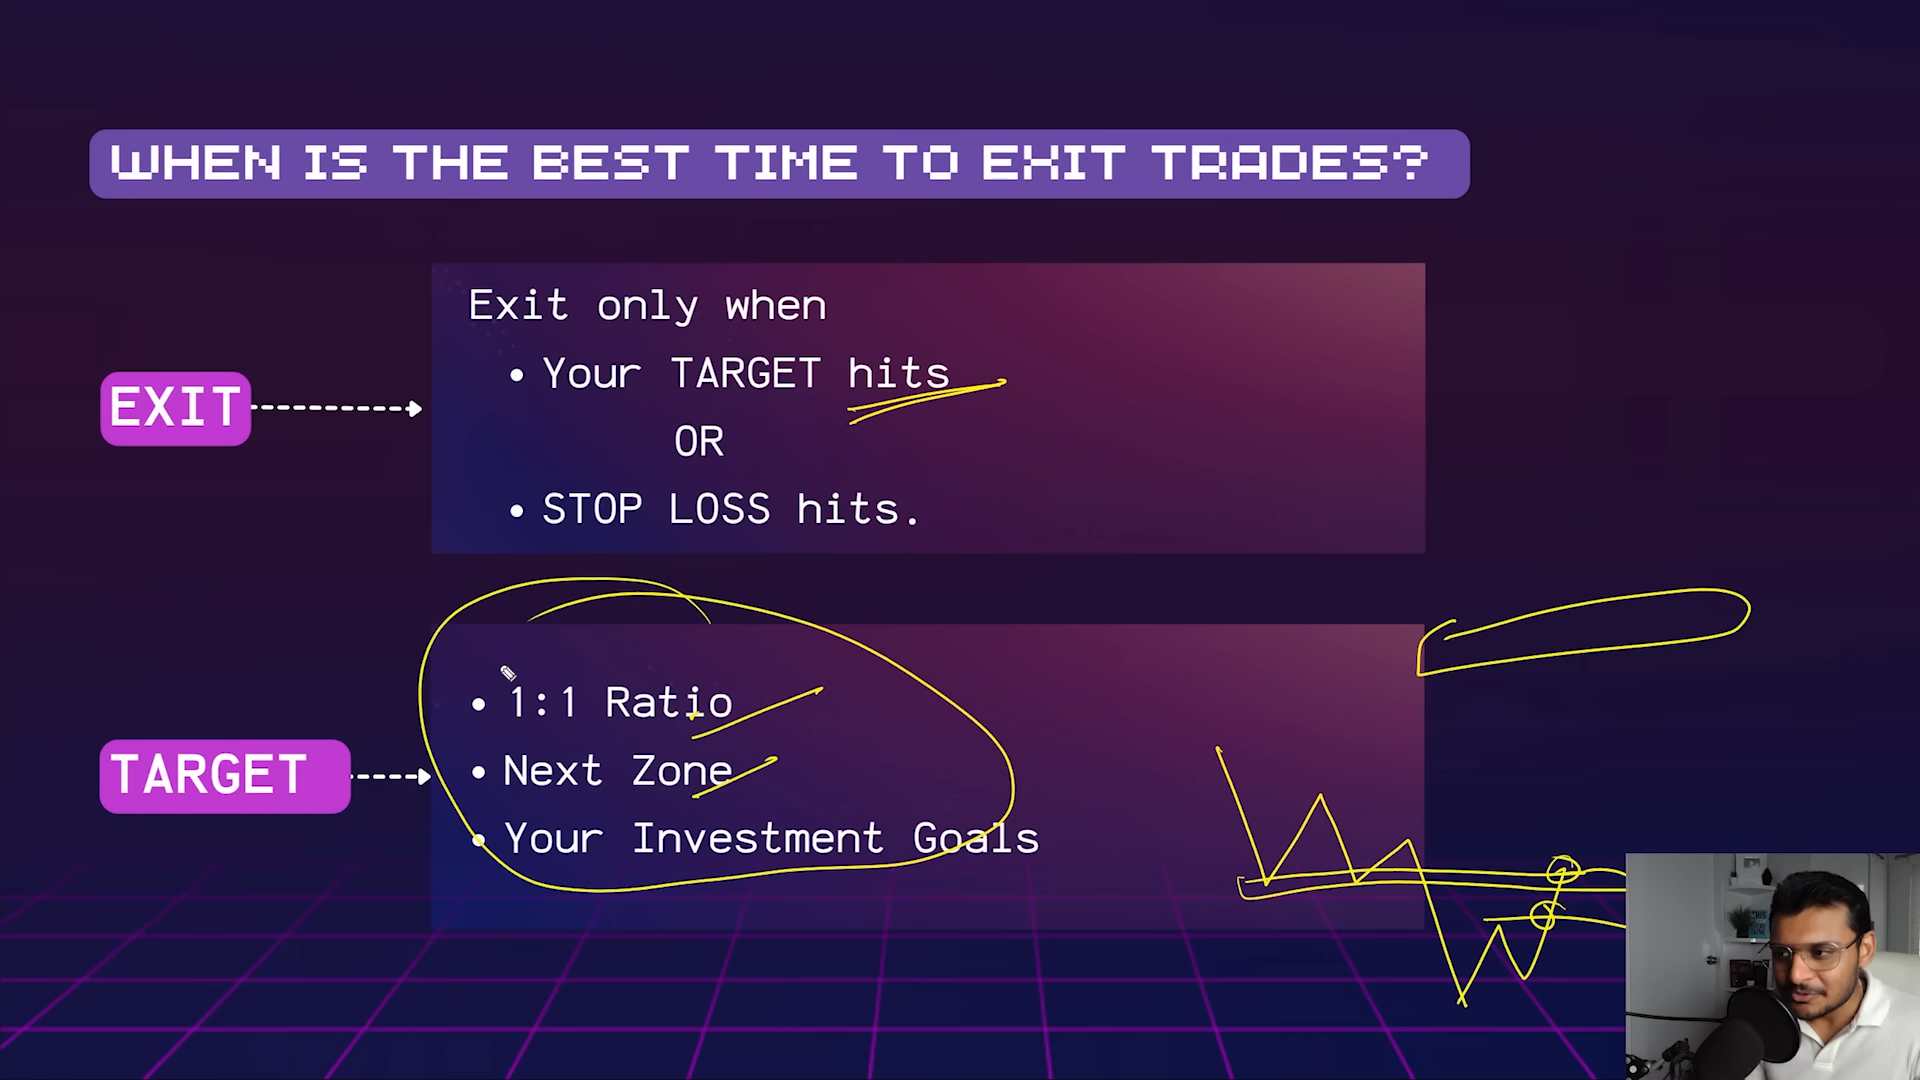 WHEN IS THE BEST TIME TO EXIT TRADES?
EXIT
Exit only when
• Your TARGET hits
OR
• STOP LOSS hits.
TARGET
• 1:1 Ratio
• Next Zone
• Your Investment Goals